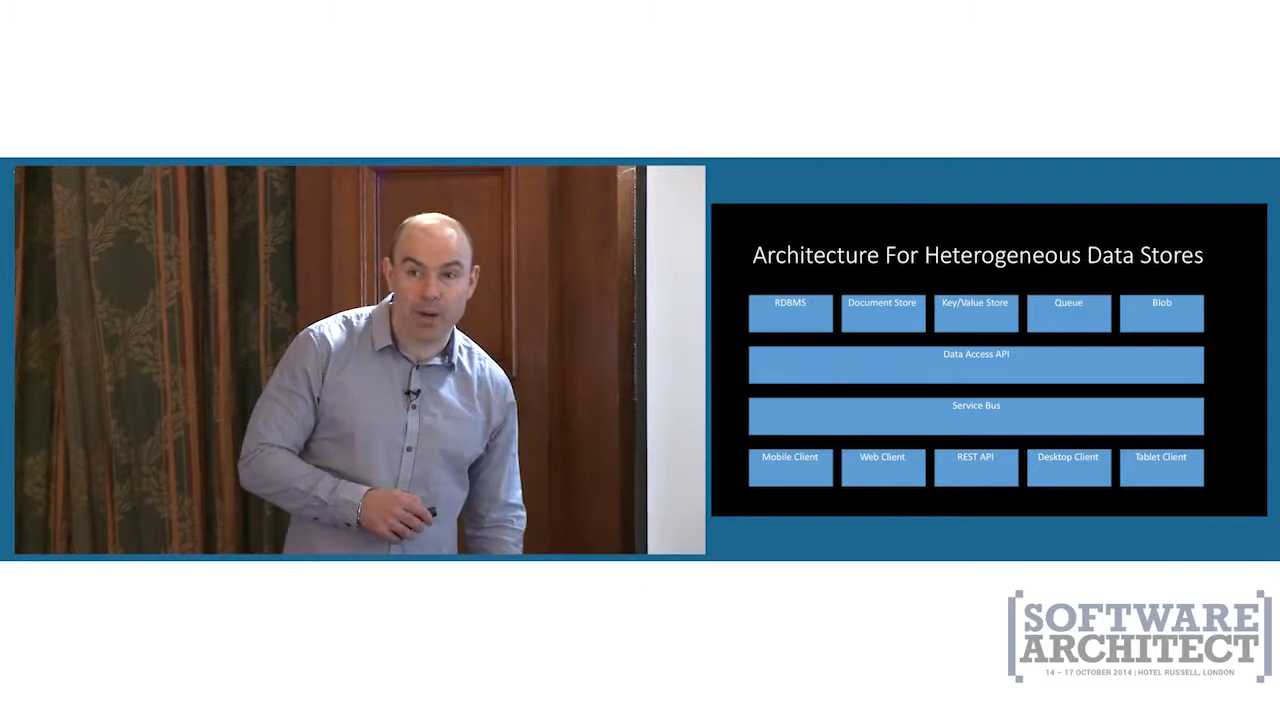 Architecture For Heterogeneous Data Stores
RDBMS
Document Store
Key/Value Store
Queue
Blob
Data Access API
Service Bus
Mobile Client
Web Client
REST API
Desktop Client
Tablet Client
SOFTWARE
ARCHITECT
14 – 17 OCTOBER 2014 | HOTEL RUSSELL, LONDON